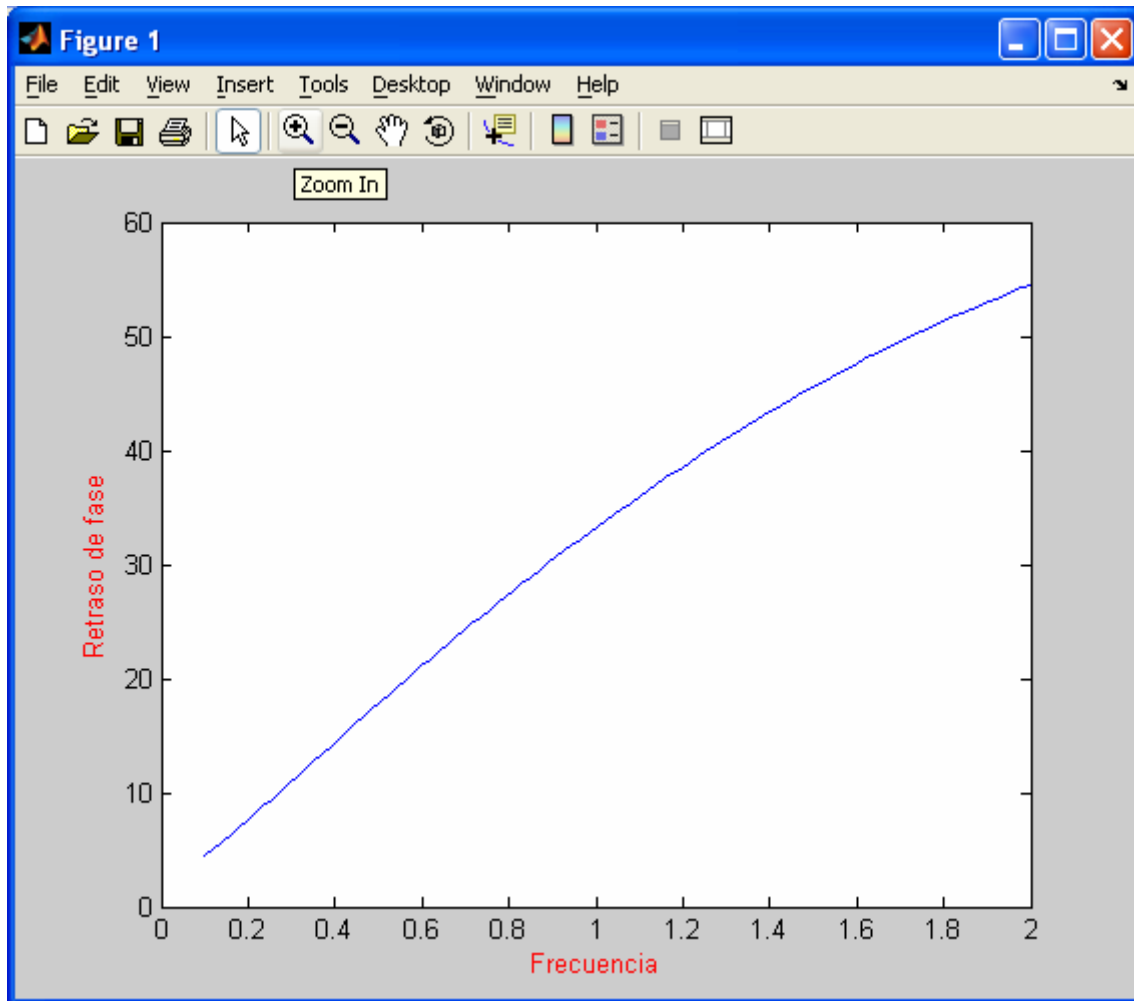 Figure 1
File Edit View Insert Tools Desktop Window Help
Zoom In
60
50
40
30
20
10
0
Retraso de fase
0 0.2 0.4 0.6 0.8 1 1.2 1.4 1.6 1.8 2
Frecuencia